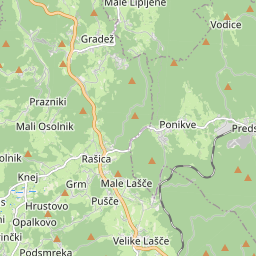 Male Lipljene
Vodice
Gradež
Prazniki
Mali Osolnik
Ponikve
Preds
olnik
Rašica
Knej
Grm
Male Lašče
Hrustovo
Pušče
Opalkovo
rinčki
Velike Lašče
Podsmreka